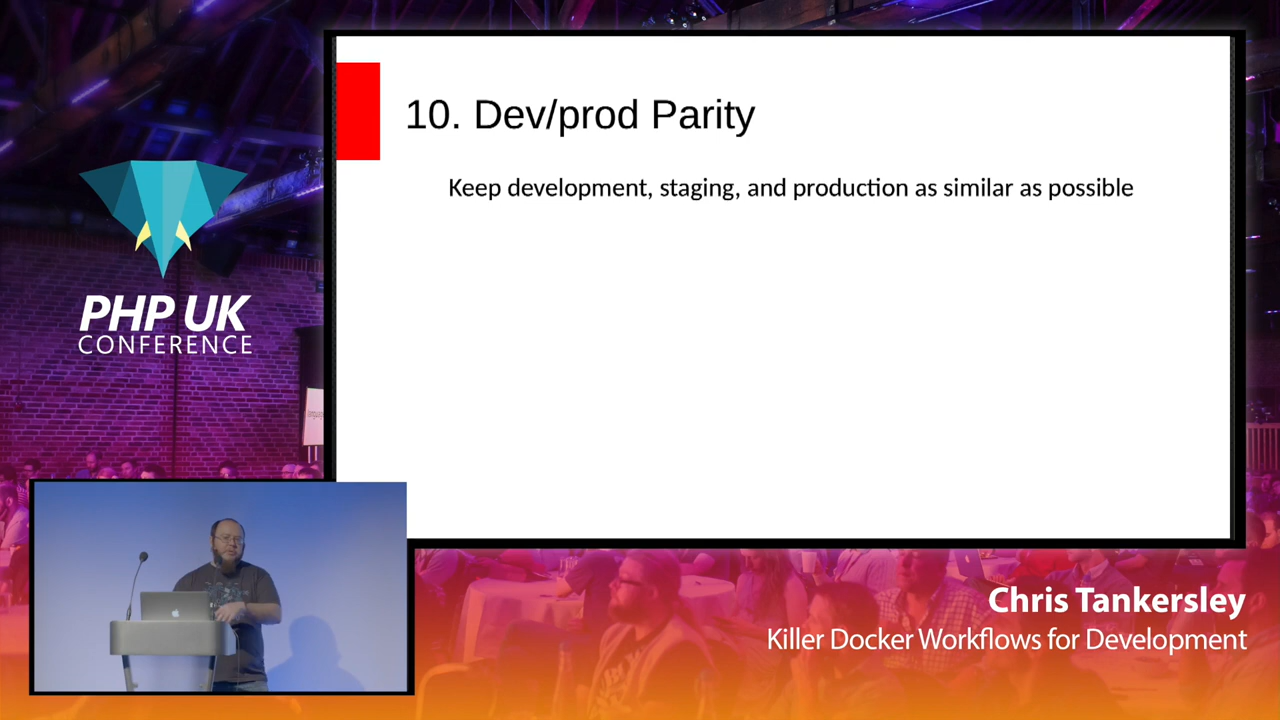 10. Dev/prod Parity
Keep development, staging, and production as similar as possible
PHP UK
CONFERENCE
Chris Tankersley
Killer Docker Workflows for Development